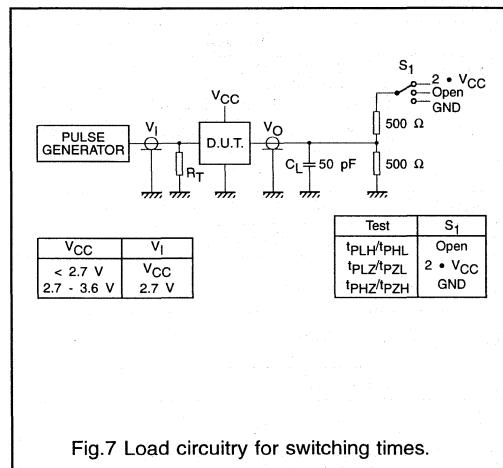 S1
2 • VCC
Open
GND
VCC
500 Ω
PULSE
GENERATOR
VI
D.U.T.
VO
RT
CL
50 pF
500 Ω
VCC VI
< 2.7 V VCC
2.7 - 3.6 V 2.7 V
Test S1
tPLH/tPHL Open
tPLZ/tPZL 2 • VCC
tPHZ/tPZH GND
Fig.7 Load circuitry for switching times.